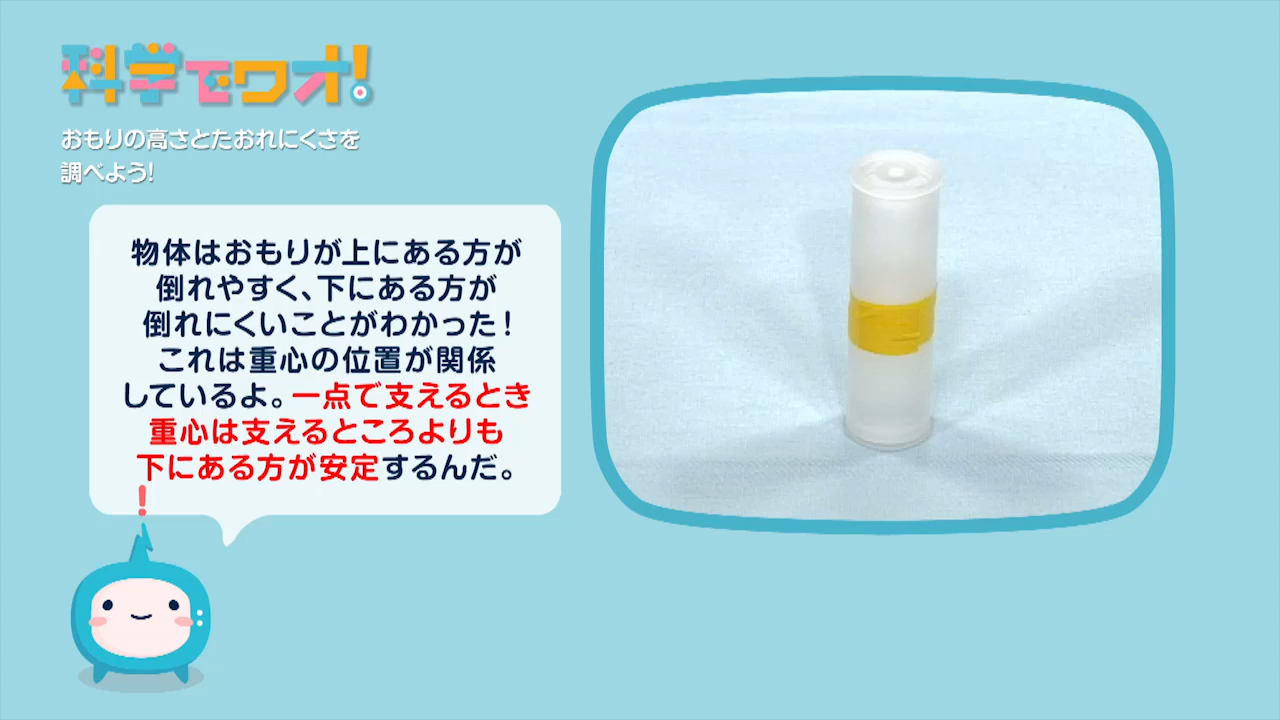 科学でワオ!
おもりの高さとたおれにくさを
調べよう!
物体はおもりが上にある方が
倒れやすく、下にある方が
倒れにくいことがわかった!
これは重心の位置が関係
しているよ。一点で支えるとき
重心は支えるところよりも
下にある方が安定するんだ。
!